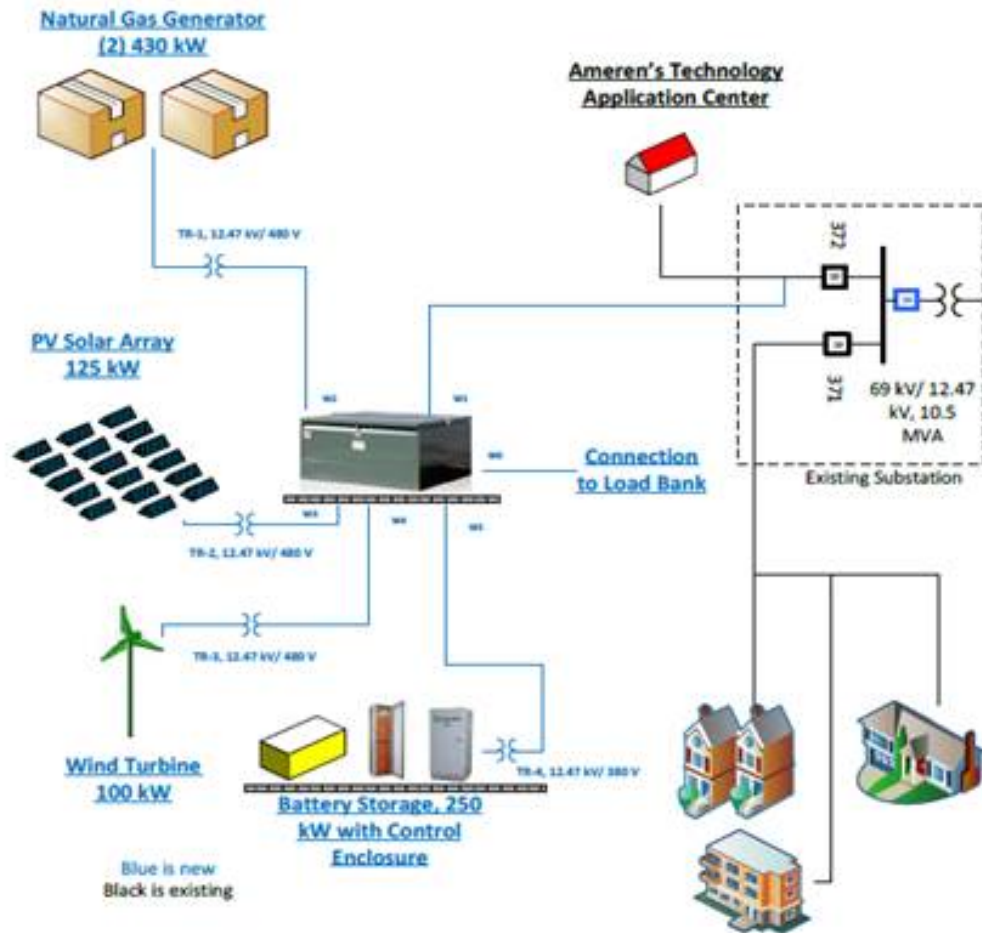 Natural Gas Generator
(2) 430 kW
Ameren's Technology
Application Center
TR-1, 12.47 kV/ 480 V
372
PV Solar Array
125 kW
371
69 kV/ 12.47
kV, 10.5
MVA
Connection
to Load Bank
Existing Substation
TR-2, 12.47 kV/ 480 V
TR-3, 12.47 kV/ 480 V
Wind Turbine
100 kW
TR-4, 12.47 kV/ 380 V
Battery Storage, 250
kW with Control
Enclosure
Blue is new
Black is existing